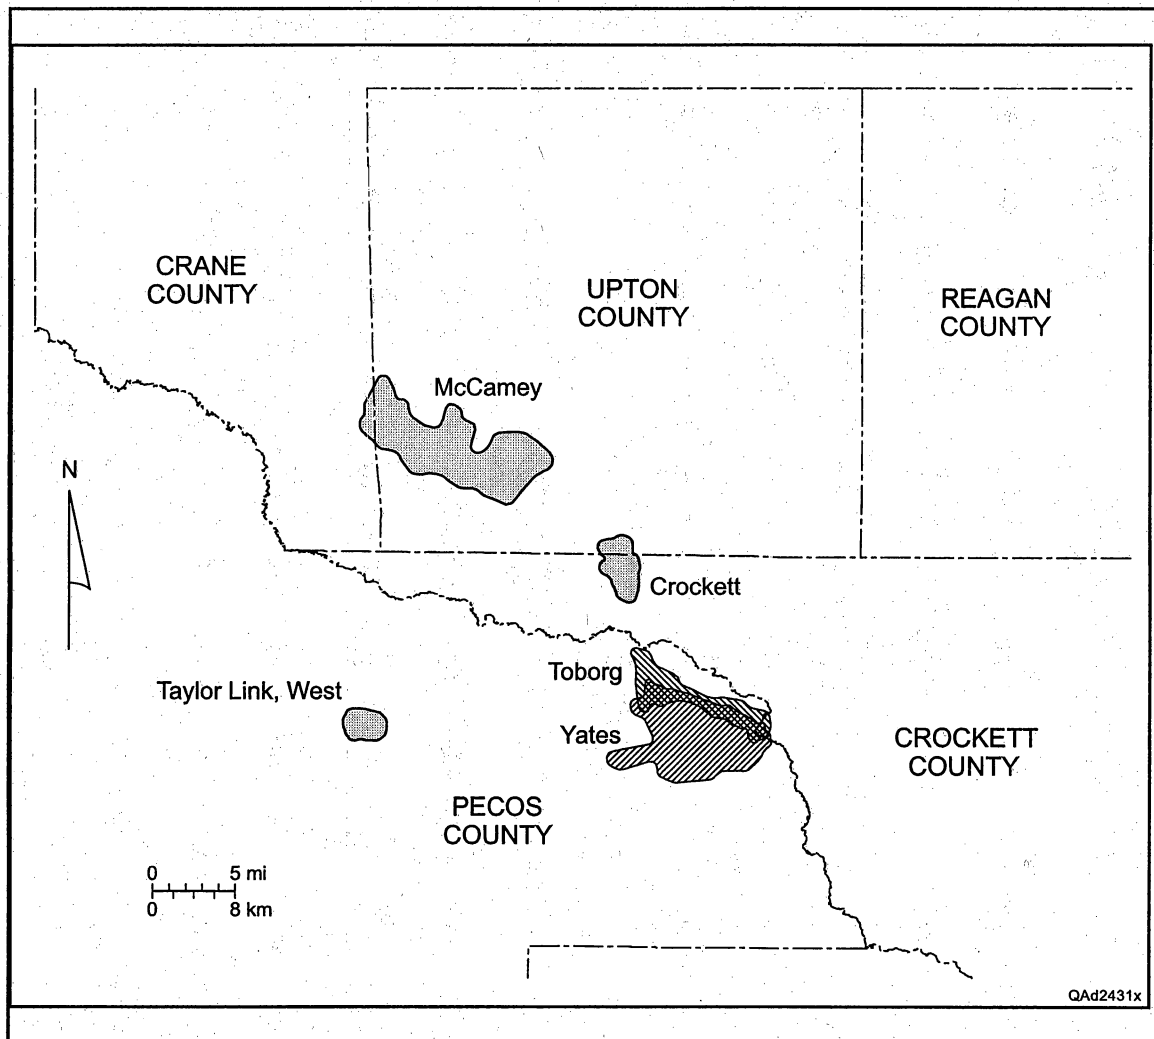 CRANE
COUNTY
UPTON
COUNTY
REAGAN
COUNTY
McCamey
N
Crockett
Toborg
Taylor Link, West
Yates
CROCKETT
COUNTY
PECOS
COUNTY
0 5 mi
0 8 km
QAd2431x